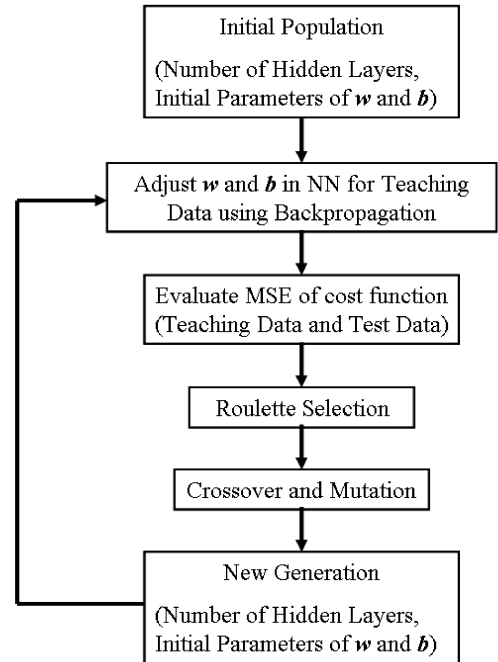 Initial Population
(Number of Hidden Layers,
Initial Parameters of w and b)
Adjust w and b in NN for Teaching
Data using Backpropagation
Evaluate MSE of cost function
(Teaching Data and Test Data)
Roulette Selection
Crossover and Mutation
New Generation
(Number of Hidden Layers,
Initial Parameters of w and b)